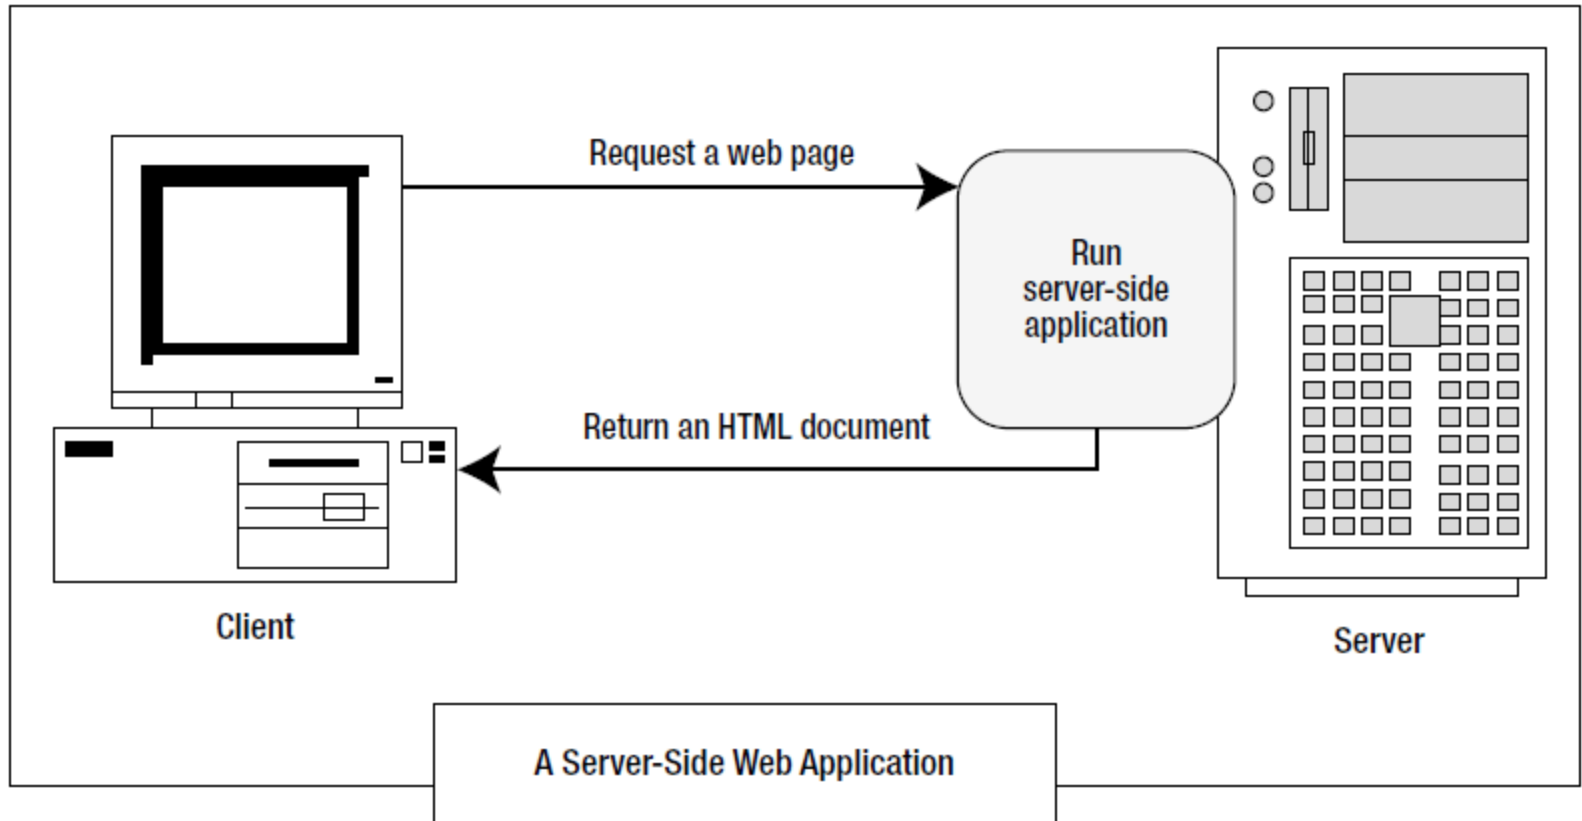 Request a web page
Run
server-side
application
Return an HTML document
Client
Server
A Server-Side Web Application